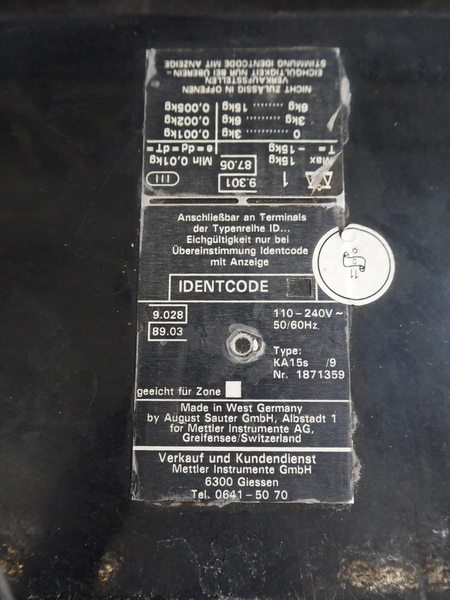 1 9.301 III
Max 15kg 87.05 Min 0,01kg
T= −15kg e=dd=dT=
0 ........ 3kg 0,001kg
3kg ........ 6kg 0,002kg
6kg ........ 15kg 0,005kg
NICHT ZULÄSSIG IN OFFENEN
VERKAUFSSTELLEN
EICHGÜLTIGKEIT NUR BEI ÜBEREIN-
STIMMUNG IDENTCODE MIT ANZEIGE
Anschließbar an Terminals
der Typenreihe ID...
Eichgültigkeit nur bei
Übereinstimmung Identcode
mit Anzeige
11
IDENTCODE
9.028
89.03
110–240V~
50/60Hz
Type:
KA15s /9
Nr. 1871359
geeicht für Zone
Made in West Germany
by August Sauter GmbH, Albstadt 1
for Mettler Instrumente AG,
Greifensee/Switzerland
Verkauf und Kundendienst
Mettler Instrumente GmbH
6300 Giessen
Tel. 0641–50 70